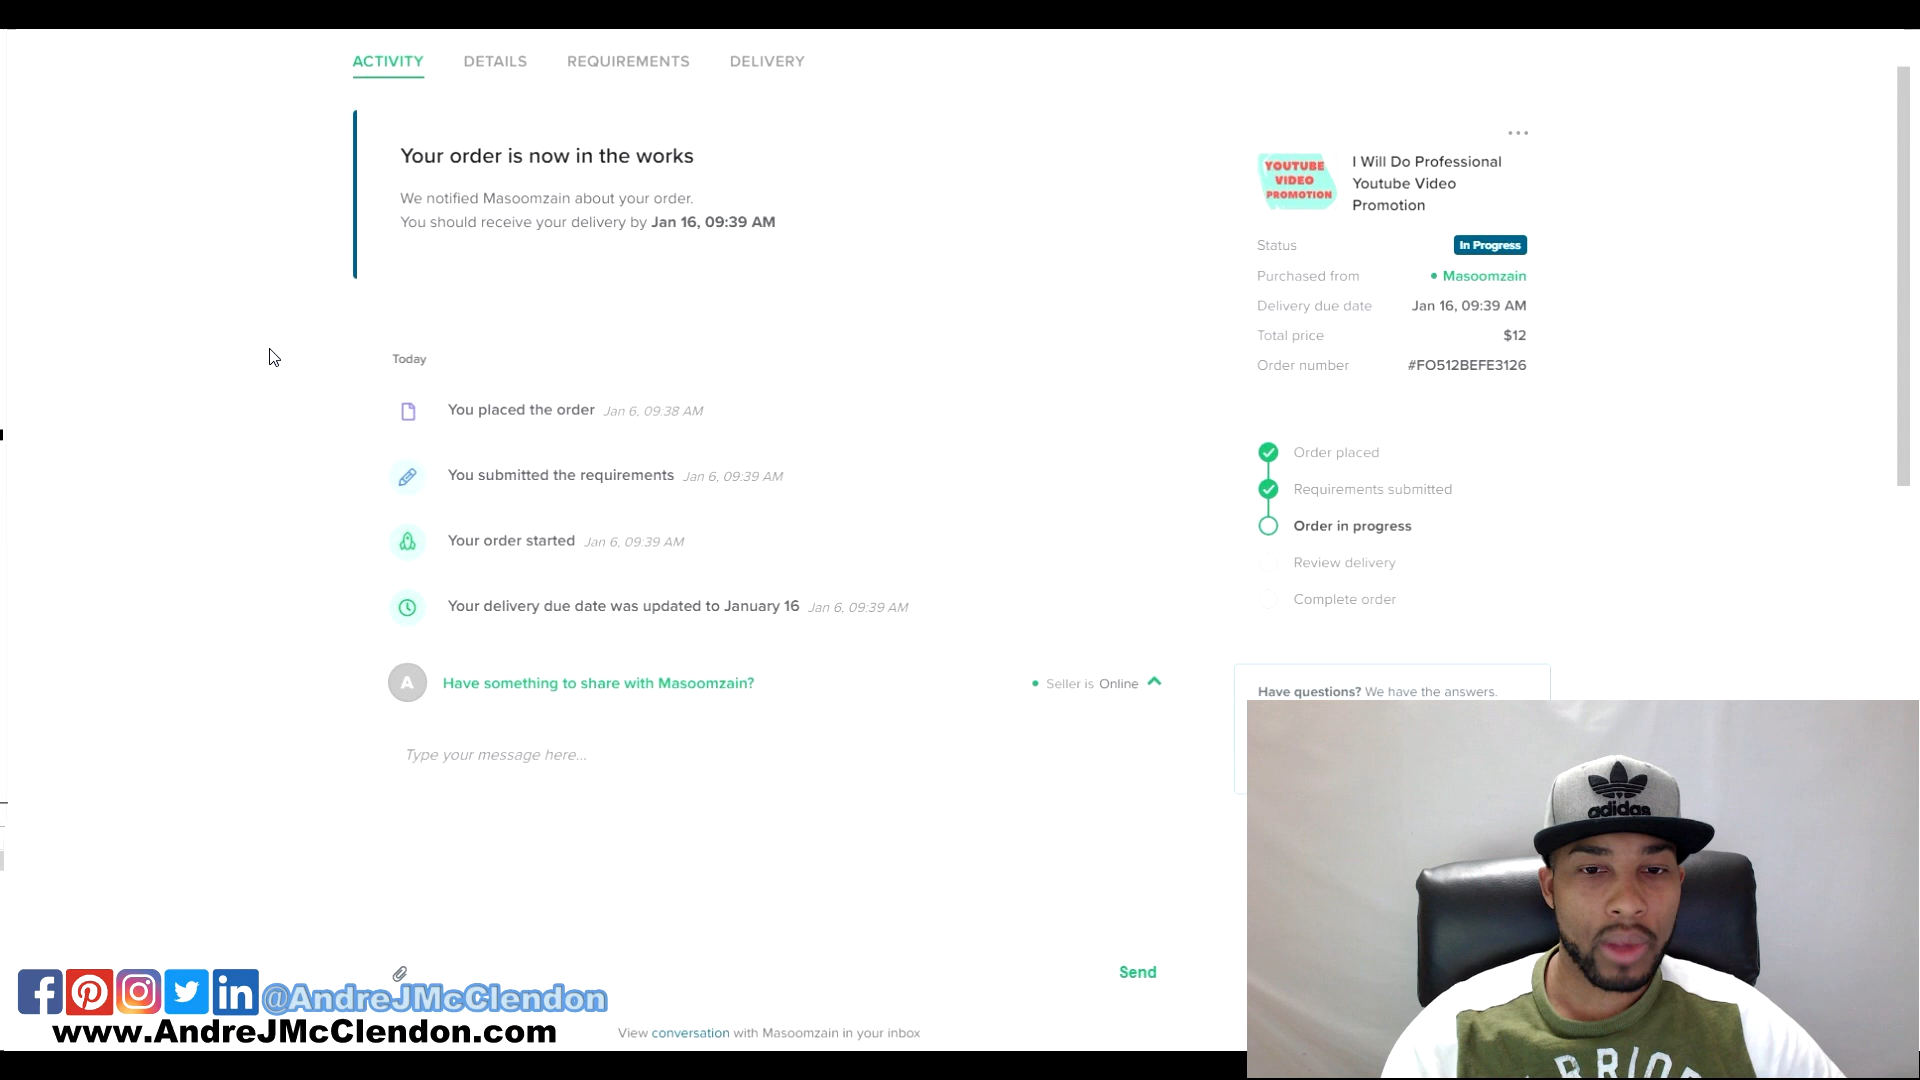 ACTIVITY DETAILS REQUIREMENTS DELIVERY
Your order is now in the works
We notified Masoomzain about your order.
You should receive your delivery by Jan 16, 09:39 AM
Today
You placed the order Jan 6, 09:38 AM
You submitted the requirements Jan 6, 09:39 AM
Your order started Jan 6, 09:39 AM
Your delivery due date was updated to January 16 Jan 6, 09:39 AM
A Have something to share with Masoomzain? Seller is Online
Type your message here...
Send
View conversation with Masoomzain in your inbox
YOUTUBE
VIDEO
PROMOTION
I Will Do Professional
Youtube Video
Promotion
Status In Progress
Purchased from Masoomzain
Delivery due date Jan 16, 09:39 AM
Total price $12
Order number #FO512BEFE3126
Order placed
Requirements submitted
Order in progress
Review delivery
Complete order
Have questions? We have the answers.
adidas
@AndreJMcClendon
www.AndreJMcClendon.com